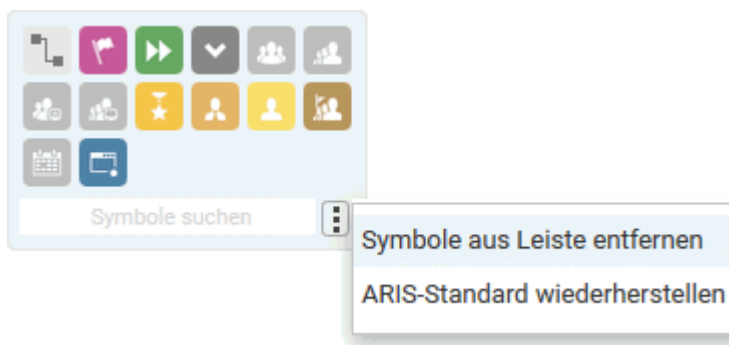 Symbole suchen
Symbole aus Leiste entfernen
ARIS-Standard wiederherstellen